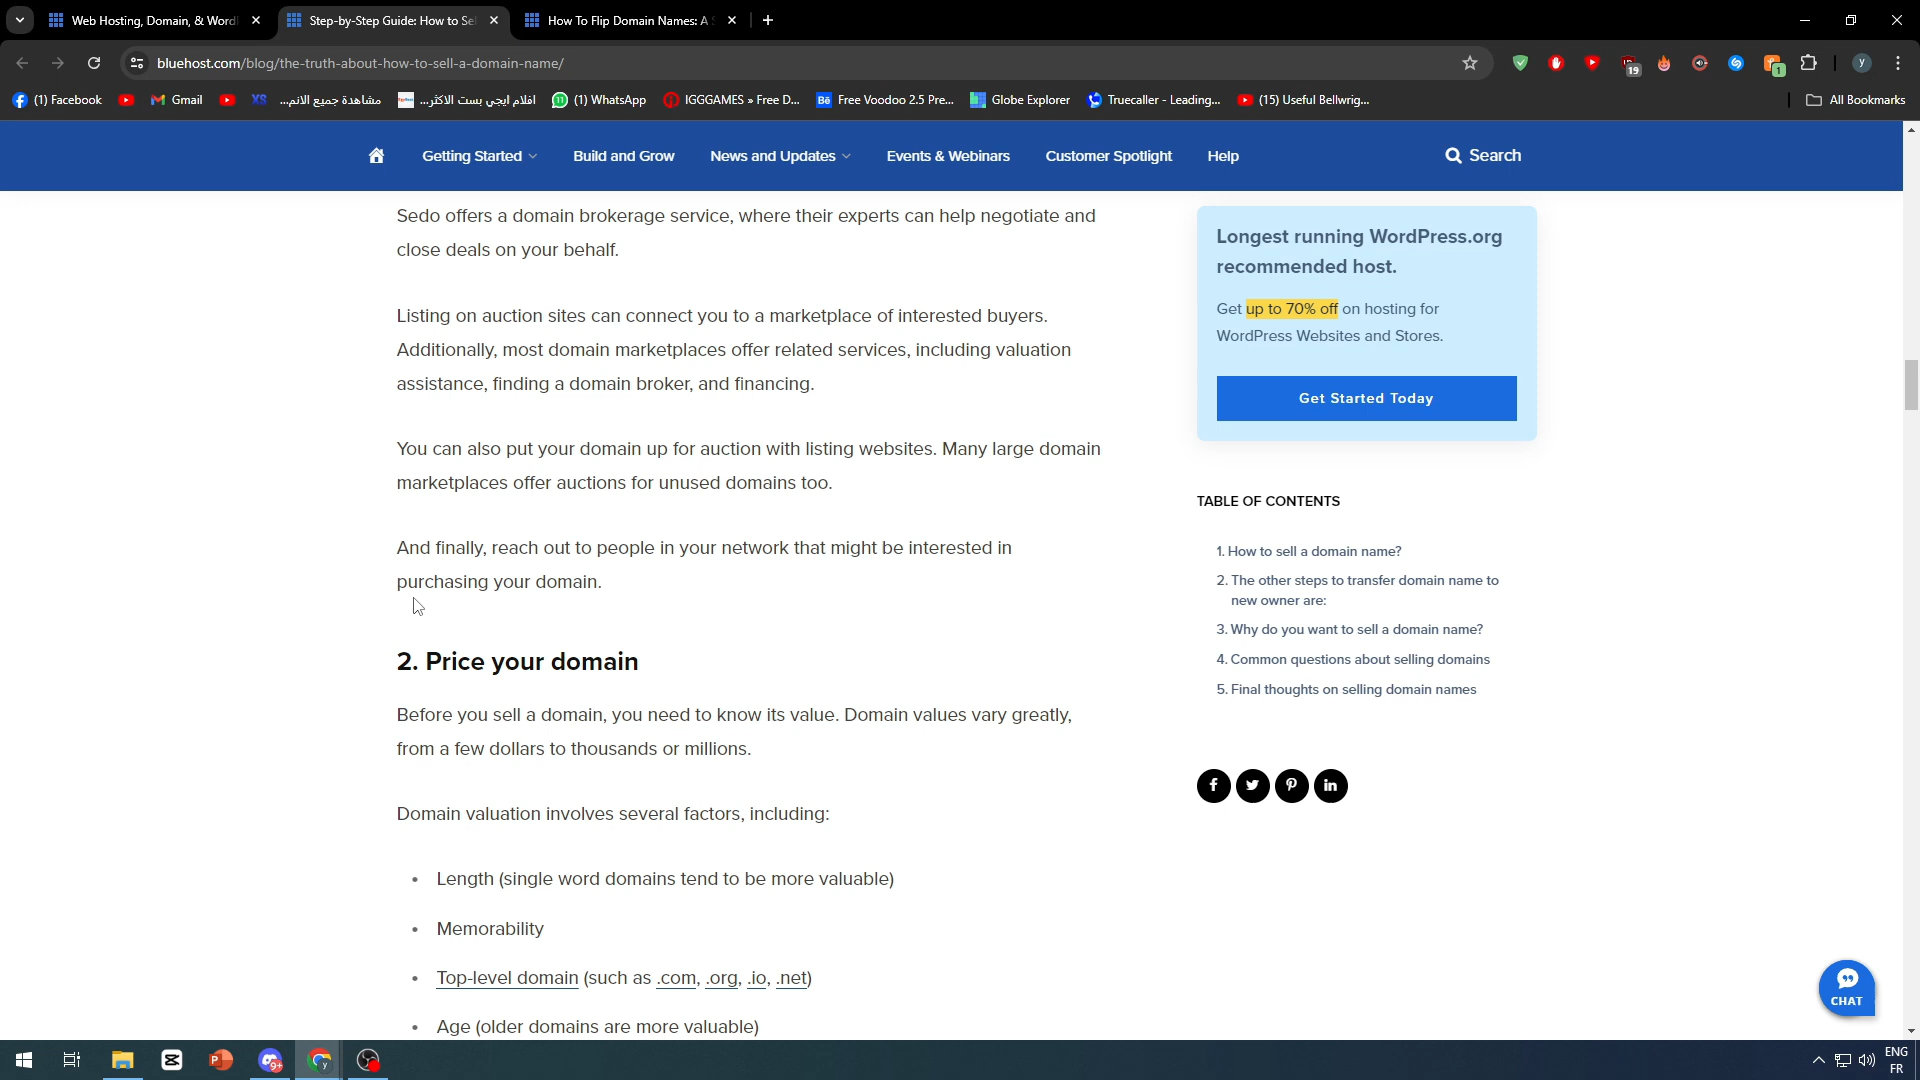 Web Hosting, Domain, & Word
Step-by-Step Guide: How to Se
How To Flip Domain Names: A S
bluehost.com/blog/the-truth-about-how-to-sell-a-domain-name/
19
1
y
(1) Facebook
Gmail
XS
مشاهدة جميع الانم...
افلام ايجي بست الاكثر...
11
(1) WhatsApp
IGGGAMES » Free D...
Bē
Free Voodoo 2.5 Pre...
Globe Explorer
Truecaller - Leading...
(15) Useful Bellwrig...
All Bookmarks
Getting Started
Build and Grow
News and Updates
Events & Webinars
Customer Spotlight
Help
Search
Sedo offers a domain brokerage service, where their experts can help negotiate and
close deals on your behalf.
Listing on auction sites can connect you to a marketplace of interested buyers.
Additionally, most domain marketplaces offer related services, including valuation
assistance, finding a domain broker, and financing.
You can also put your domain up for auction with listing websites. Many large domain
marketplaces offer auctions for unused domains too.
And finally, reach out to people in your network that might be interested in
purchasing your domain.
2. Price your domain
Before you sell a domain, you need to know its value. Domain values vary greatly,
from a few dollars to thousands or millions.
Domain valuation involves several factors, including:
• Length (single word domains tend to be more valuable)
• Memorability
• Top-level domain (such as .com, .org, .io, .net)
• Age (older domains are more valuable)
Longest running WordPress.org
recommended host.
Get up to 70% off on hosting for
WordPress Websites and Stores.
Get Started Today
TABLE OF CONTENTS
1. How to sell a domain name?
2. The other steps to transfer domain name to
new owner are:
3. Why do you want to sell a domain name?
4. Common questions about selling domains
5. Final thoughts on selling domain names
CHAT
P
9+
y
ENG
FR